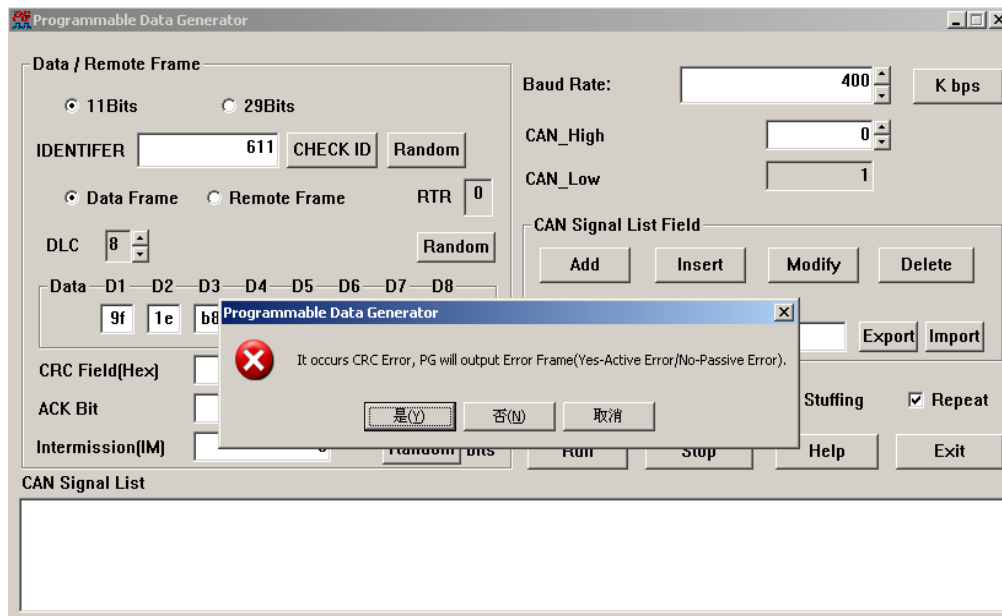 Programmable Data Generator
Data / Remote Frame
11Bits 29Bits
IDENTIFER 611 CHECK ID Random
Data Frame Remote Frame RTR 0
DLC 8 Random
Data D1 D2 D3 D4 D5 D6 D7 D8
9f 1e b8
CRC Field(Hex)
ACK Bit
Intermission(IM) Random bits
Baud Rate: 400 K bps
CAN_High 0
CAN_Low 1
CAN Signal List Field
Add Insert Modify Delete
Export Import
Stuffing Repeat
Run Stop Help Exit
Programmable Data Generator
It occurs CRC Error, PG will output Error Frame(Yes-Active Error/No-Passive Error).
是(Y) 否(N) 取消
CAN Signal List